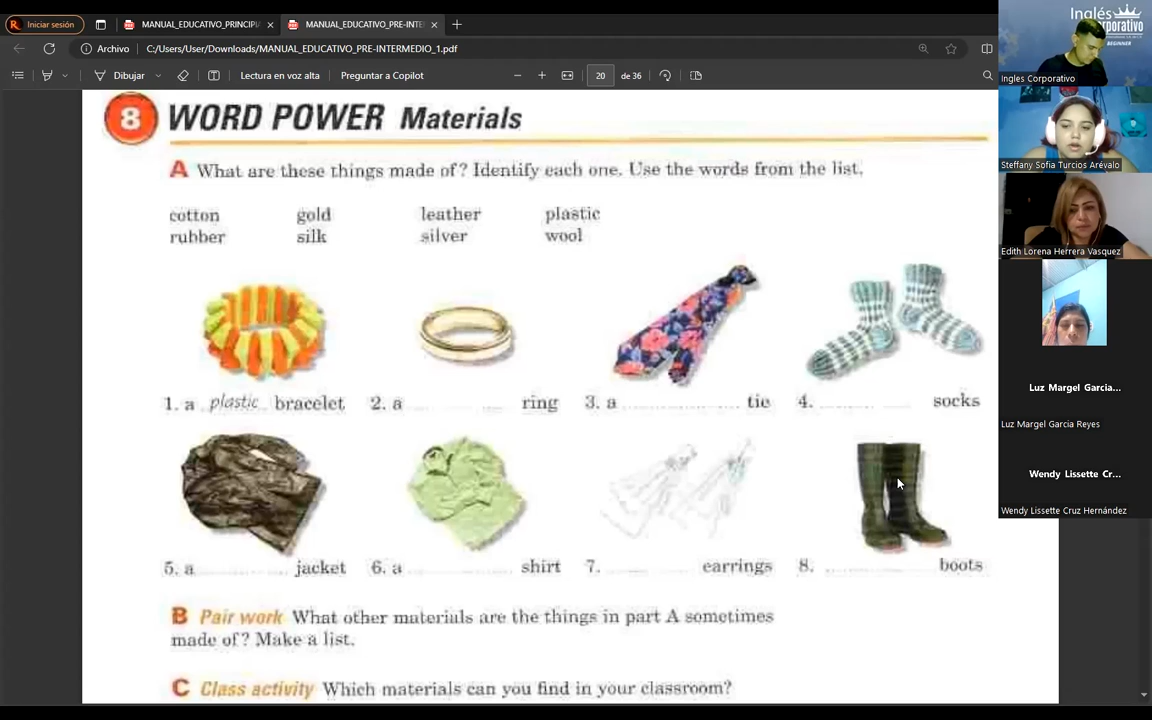 Iniciar sesión
MANUAL_EDUCATIVO_PRINCIPI
MANUAL_EDUCATIVO_PRE-INTE
Archivo
C:/Users/User/Downloads/MANUAL_EDUCATIVO_PRE-INTERMEDIO_1.pdf
Dibujar
Lectura en voz alta
Preguntar a Copilot
20
de 36
8 WORD POWER Materials
A What are these things made of? Identify each one. Use the words from the list.
cotton gold leather plastic
rubber silk silver wool
1. a plastic bracelet 2. a ring 3. a tie 4. socks
5. a jacket 6. a shirt 7. earrings 8. boots
B Pair work What other materials are the things in part A sometimes
made of? Make a list.
C Class activity Which materials can you find in your classroom?
Inglés
Corporativo
BEGINNER
Ingles Corporativo
Steffany Sofia Turcios Arévalo
Edith Lorena Herrera Vasquez
Luz Margel Garcia...
Luz Margel Garcia Reyes
Wendy Lissette Cr...
Wendy Lissette Cruz Hernández